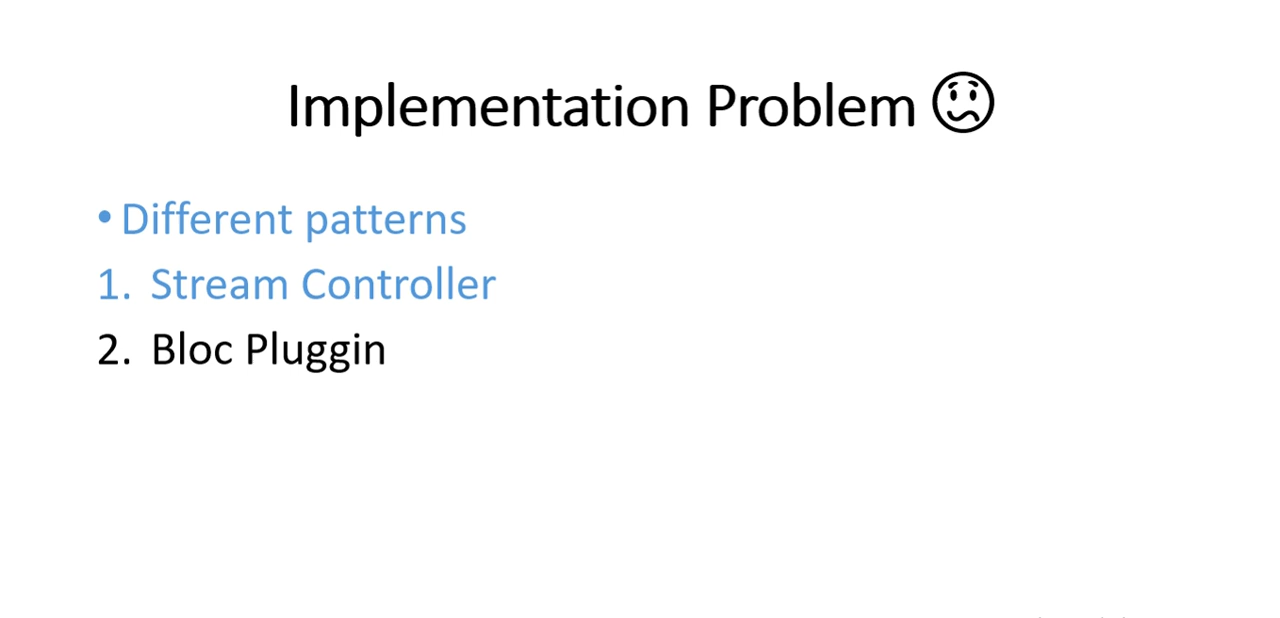 Implementation Problem 😟
• Different patterns
1. Stream Controller
2. Bloc Pluggin